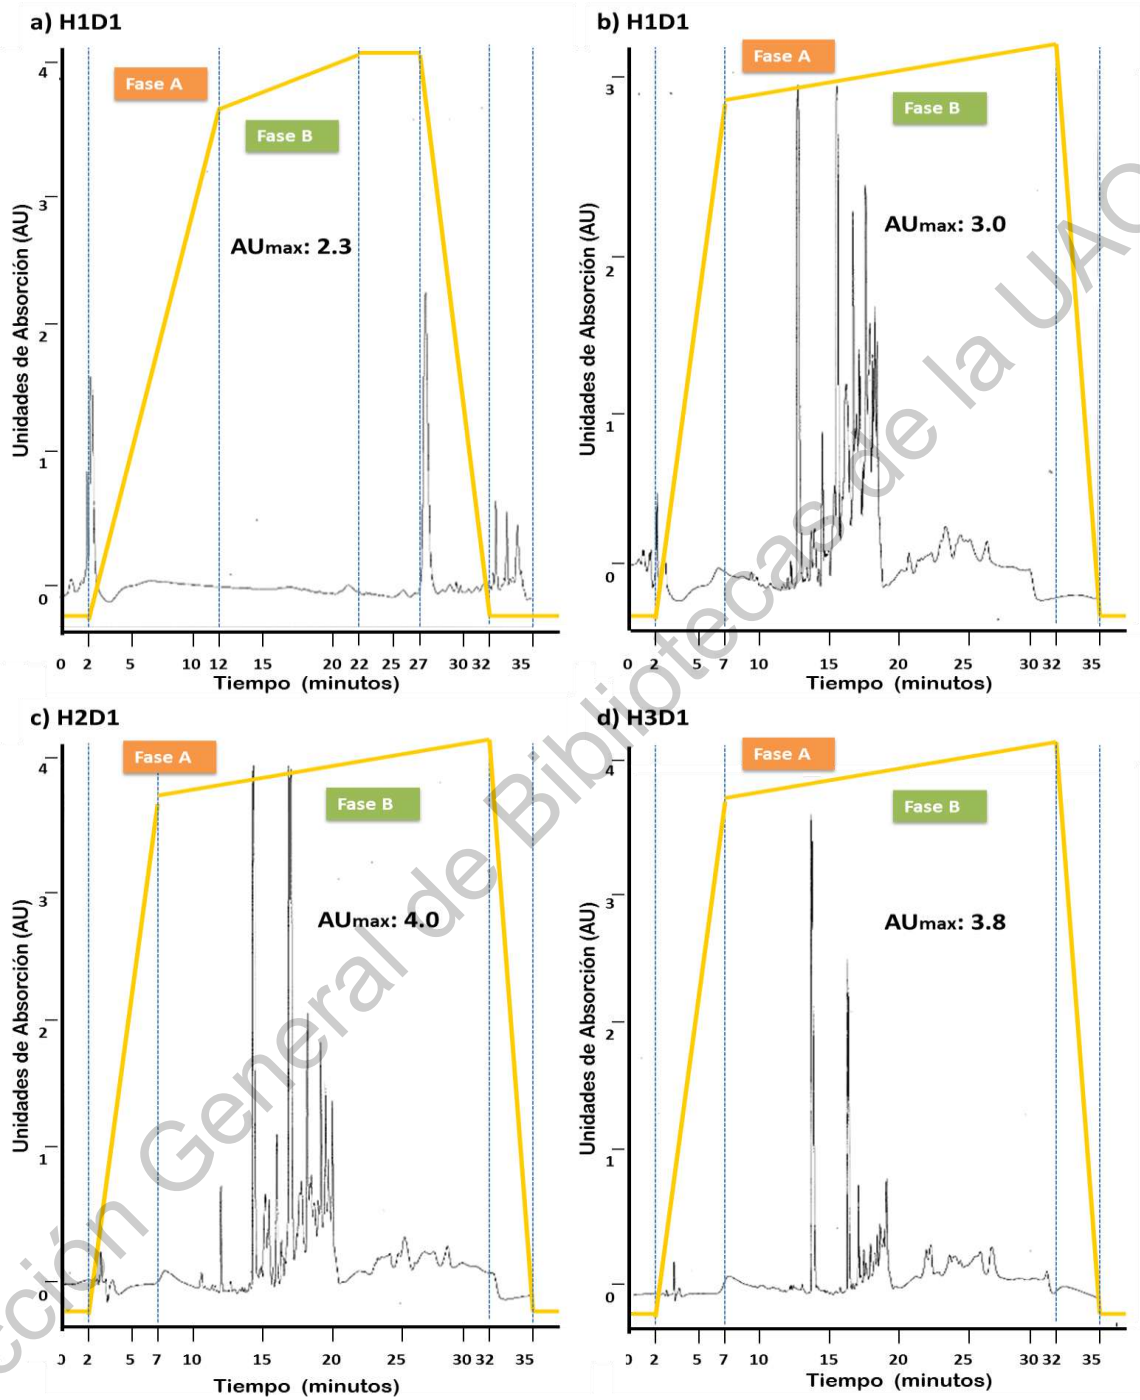 a) H1D1
Fase A
Fase B
AUmax: 2.3
Unidades de Absorción (AU)
4
3
2
1
0
0 2 5 10 12 15 20 22 25 27 30 32 35
Tiempo (minutos)
b) H1D1
Fase A
Fase B
AUmax: 3.0
Unidades de Absorción (AU)
3
2
1
0
0 2 5 7 10 15 20 25 30 32 35
Tiempo (minutos)
c) H2D1
Fase A
Fase B
AUmax: 4.0
Unidades de Absorción (AU)
4
3
2
1
0
0 2 5 7 10 15 20 25 30 32 35
Tiempo (minutos)
d) H3D1
Fase A
Fase B
AUmax: 3.8
Unidades de Absorción (AU)
4
3
2
1
0
0 2 5 7 10 15 20 25 30 32 35
Tiempo (minutos)
General de Bibliotecas de la UAQ